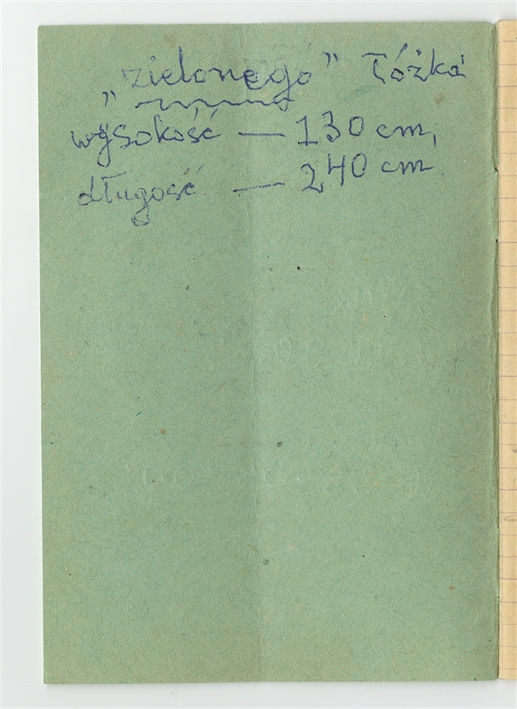 „zielonego” łóżka
wysokość — 130 cm,
długość — 240 cm